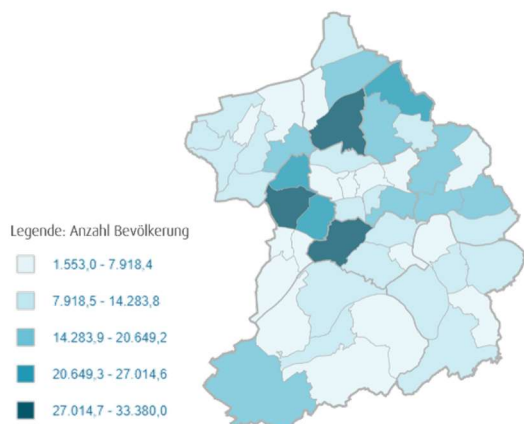 Legende: Anzahl Bevölkerung
1.553,0 - 7.918,4
7.918,5 - 14.283,8
14.283,9 - 20.649,2
20.649,3 - 27.014,6
27.014,7 - 33.380,0